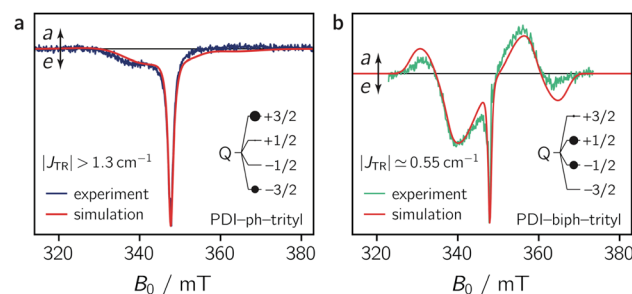 a
a
e
+3/2
+1/2
Q
−1/2
−3/2
|J_TR| > 1.3 cm⁻¹
experiment
simulation
PDI–ph–trityl
320 340 360 380
B₀ / mT
b
a
e
+3/2
+1/2
Q
−1/2
−3/2
|J_TR| ≃ 0.55 cm⁻¹
experiment
simulation
PDI–biph–trityl
320 340 360 380
B₀ / mT